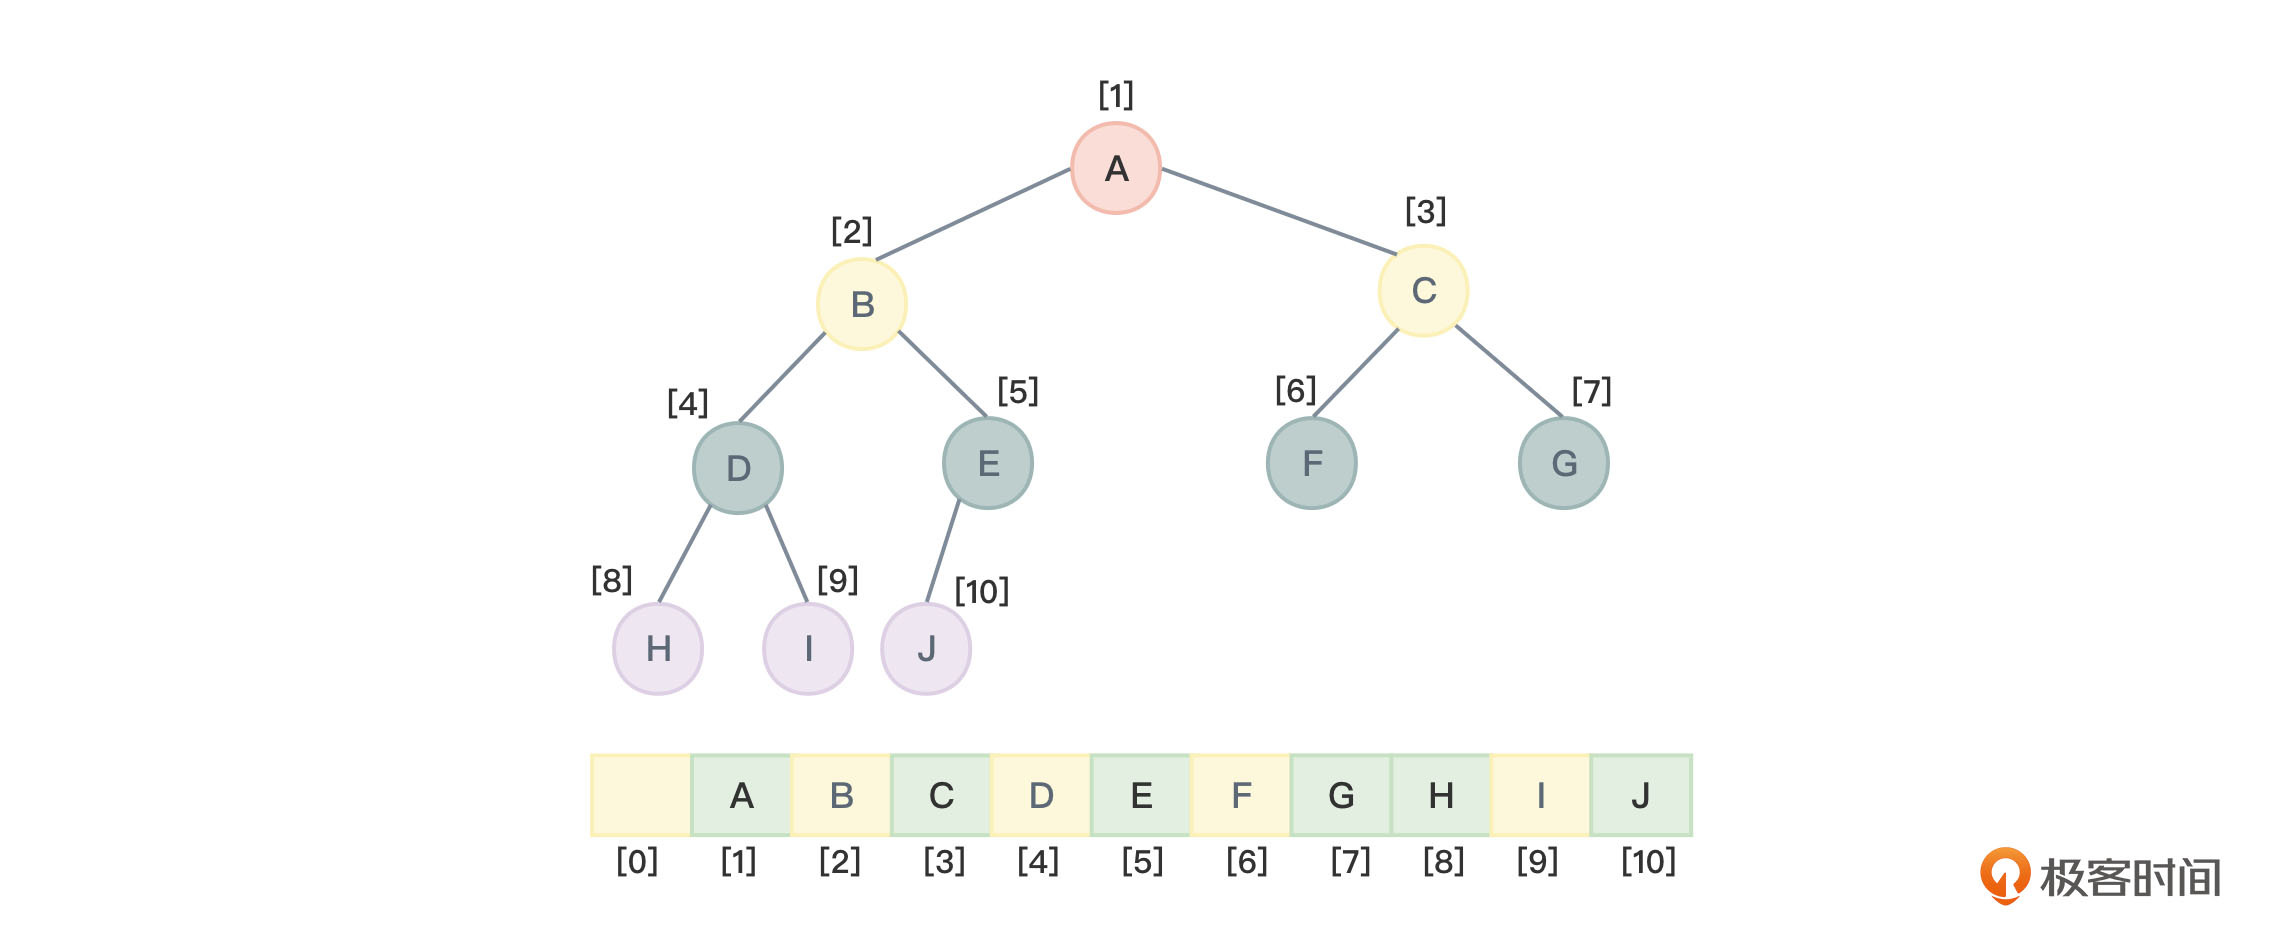 [1]
A
[2]
[3]
B
C
[4]
[5]
[6]
[7]
D
E
F
G
[8]
[9]
[10]
H
I
J
A B C D E F G H I J
[0] [1] [2] [3] [4] [5] [6] [7] [8] [9] [10]
极客时间